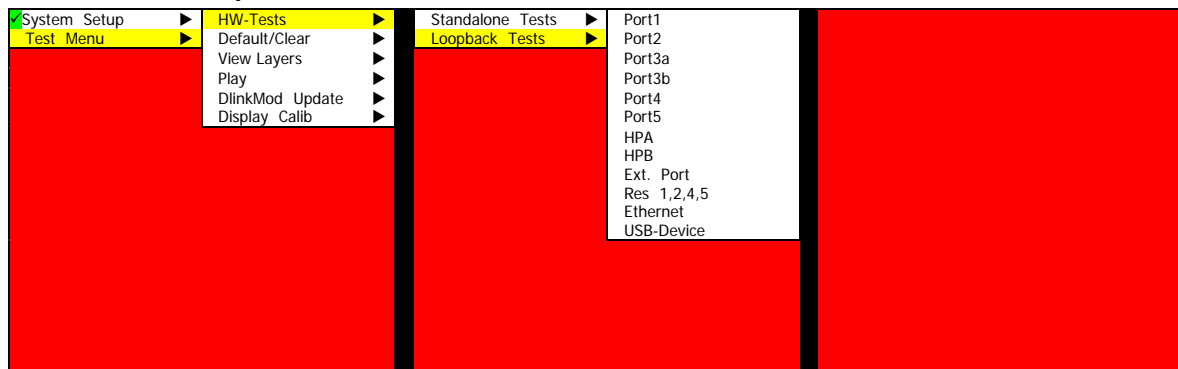 ✓System Setup ▶
Test Menu ▶
HW-Tests ▶
Default/Clear ▶
View Layers ▶
Play ▶
DlinkMod Update ▶
Display Calib ▶
Standalone Tests ▶
Loopback Tests ▶
Port1
Port2
Port3a
Port3b
Port4
Port5
HPA
HPB
Ext. Port
Res 1,2,4,5
Ethernet
USB-Device